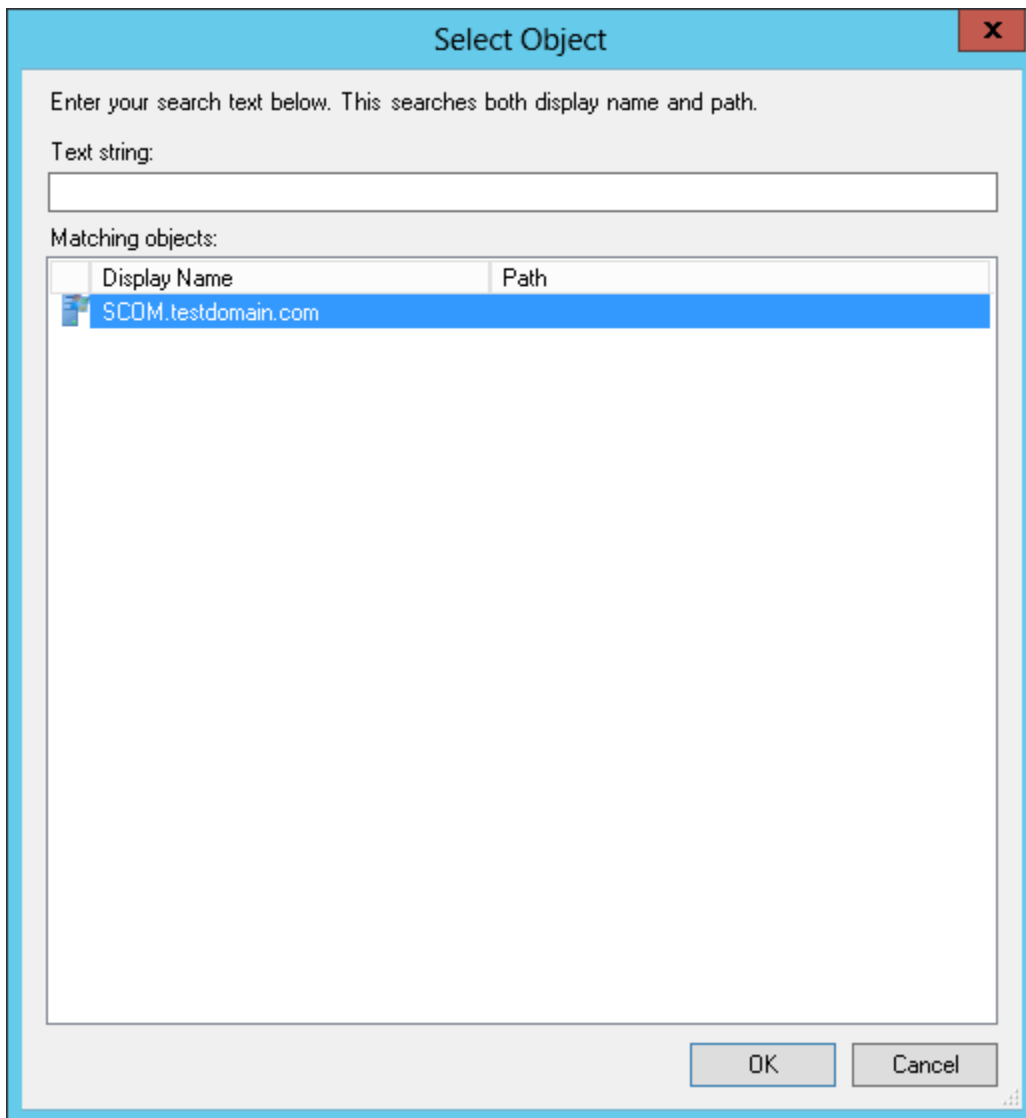 Select Object
x
Enter your search text below. This searches both display name and path.
Text string:
Matching objects:
Display Name Path
SCOM.testdomain.com
OK Cancel